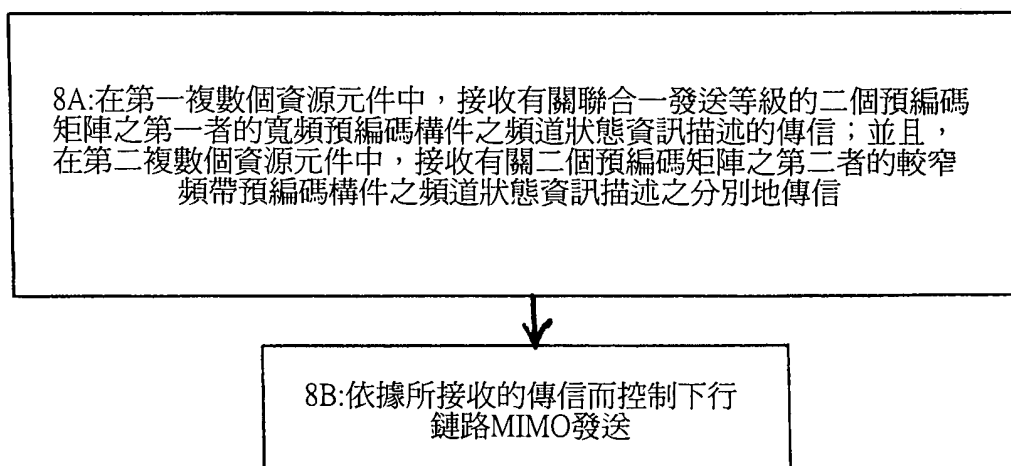 8A:在第一複數個資源元件中，接收有關聯合一發送等級的二個預編碼
矩陣之第一者的寬頻預編碼構件之頻道狀態資訊描述的傳信；並且，
在第二複數個資源元件中，接收有關二個預編碼矩陣之第二者的較窄
頻帶預編碼構件之頻道狀態資訊描述之分別地傳信
8B:依據所接收的傳信而控制下行
鏈路MIMO發送